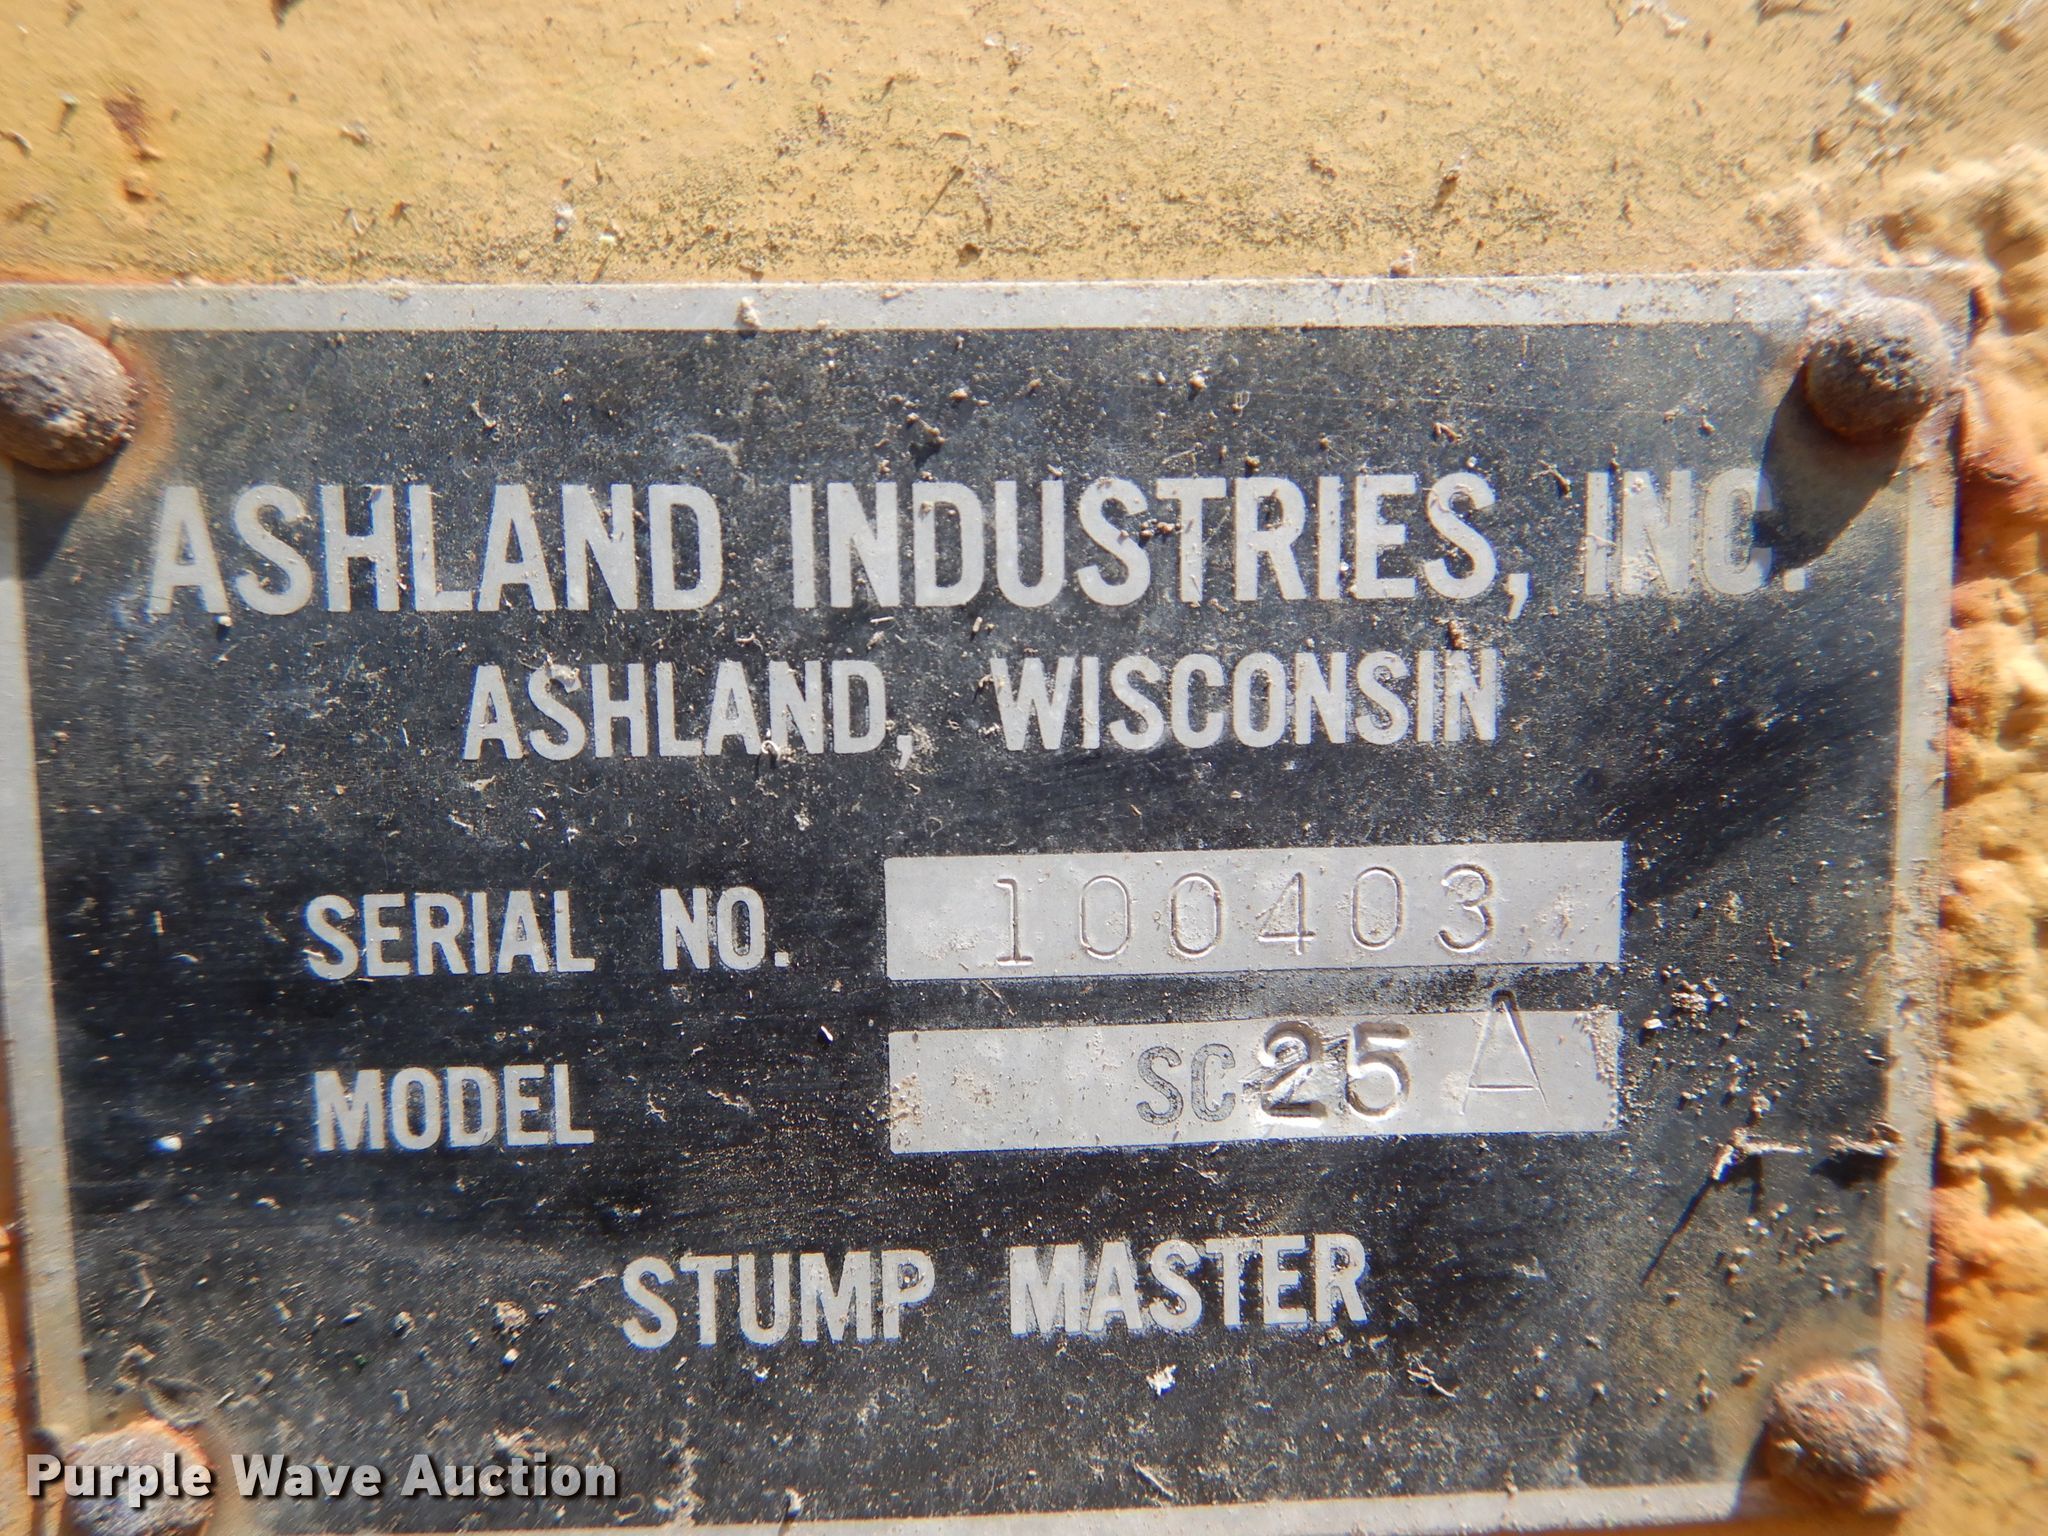 ASHLAND INDUSTRIES, INC.
ASHLAND, WISCONSIN
SERIAL NO. 100403
MODEL SC25A
STUMP MASTER
Purple Wave Auction